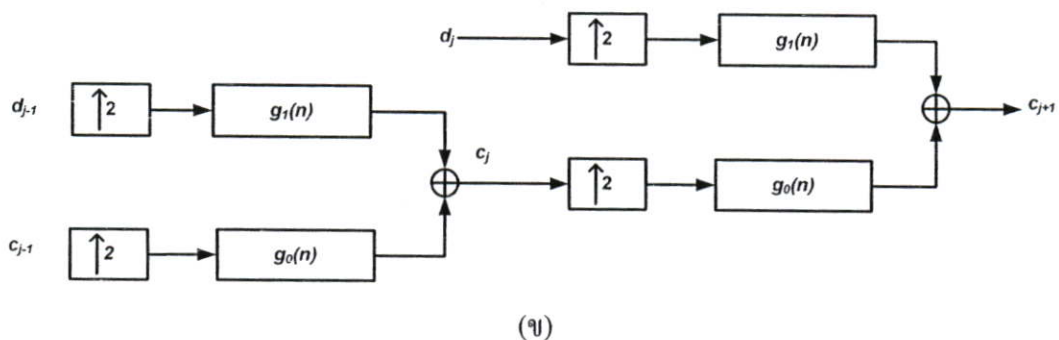 d_j ↑2 g_1(n)
d_{j-1} ↑2 g_1(n)
c_{j+1}
c_j
↑2 g_0(n)
c_{j-1} ↑2 g_0(n)
(ข)